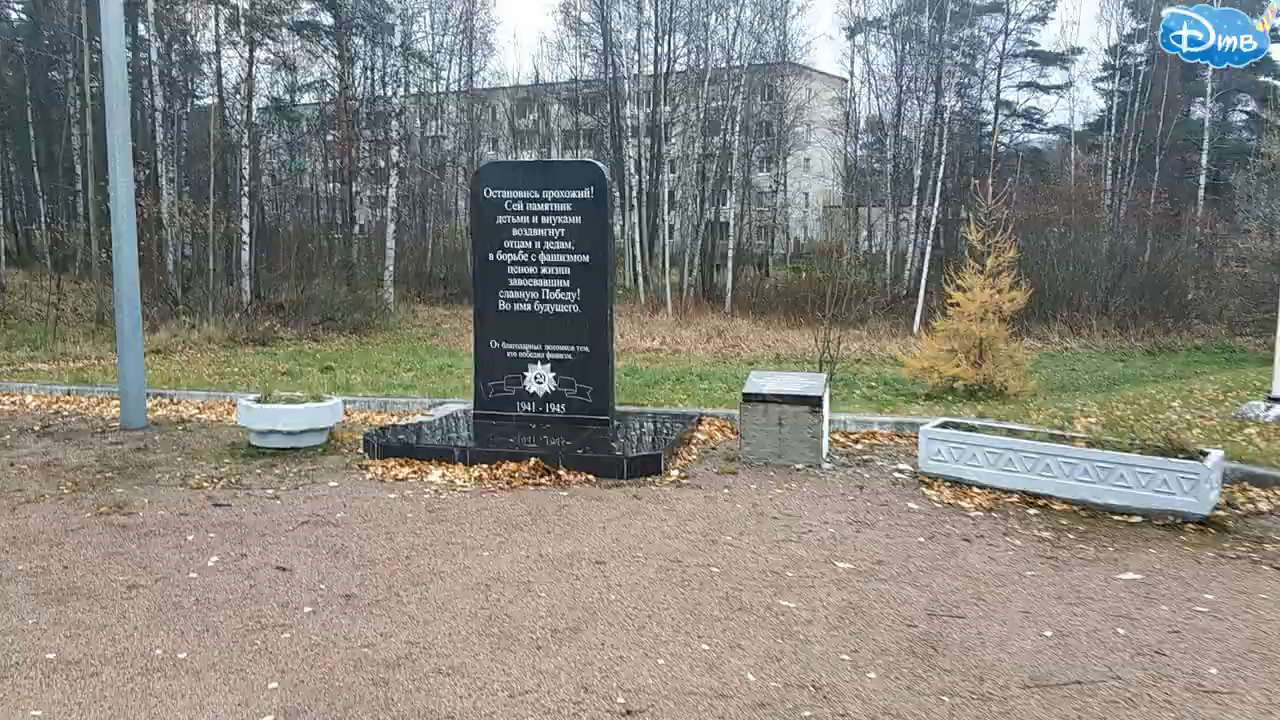 Остановись прохожий!
Сей памятник
детьми и внуками
воздвигнут
отцам и дедам,
в борьбе с фашизмом
ценою жизни
завоевавшим
славную Победу!
Во имя будущего.
От благодарных потомков тем,
кто победил фашизм.
1941 - 1945
Dmв